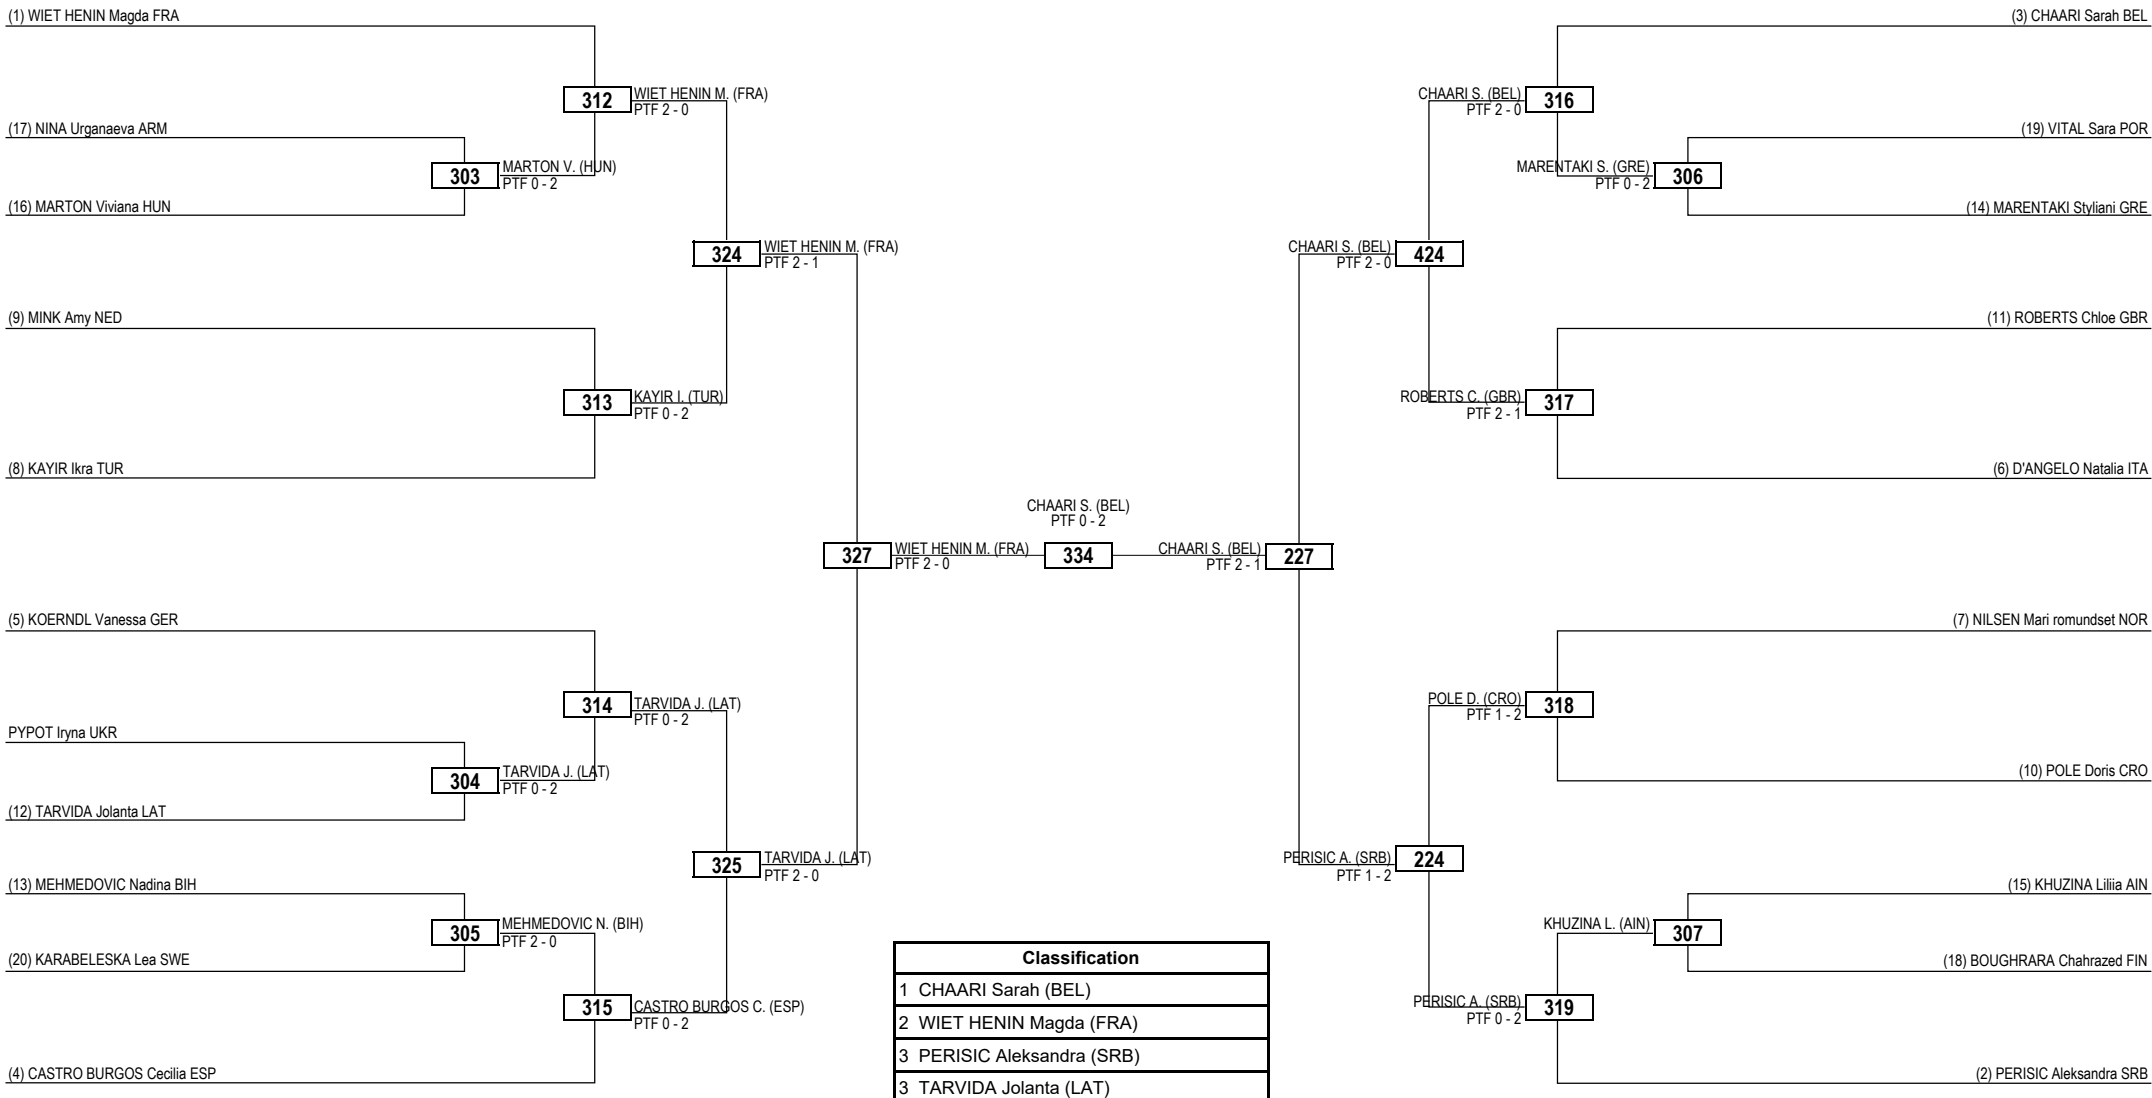 (1) WIET HENIN Magda FRA
(3) CHAARI Sarah BEL
312
WIET HENIN M. (FRA)
PTF 2 - 0
CHAARI S. (BEL)
PTF 2 - 0
316
(17) NINA Urganaeva ARM
(19) VITAL Sara POR
303
MARTON V. (HUN)
PTF 0 - 2
MARENTAKI S. (GRE)
PTF 0 - 2
306
(16) MARTON Viviana HUN
(14) MARENTAKI Styliani GRE
324
WIET HENIN M. (FRA)
PTF 2 - 1
CHAARI S. (BEL)
PTF 2 - 0
424
(9) MINK Amy NED
(11) ROBERTS Chloe GBR
313
KAYIR I. (TUR)
PTF 0 - 2
ROBERTS C. (GBR)
PTF 2 - 1
317
(8) KAYIR Ikra TUR
(6) D'ANGELO Natalia ITA
CHAARI S. (BEL)
PTF 0 - 2
327
WIET HENIN M. (FRA)
PTF 2 - 0
334
CHAARI S. (BEL)
PTF 2 - 1
227
(5) KOERNDL Vanessa GER
(7) NILSEN Mari romundset NOR
314
TARVIDA J. (LAT)
PTF 0 - 2
POLE D. (CRO)
PTF 1 - 2
318
PYPOT Iryna UKR
304
TARVIDA J. (LAT)
PTF 0 - 2
(10) POLE Doris CRO
(12) TARVIDA Jolanta LAT
325
TARVIDA J. (LAT)
PTF 2 - 0
PERISIC A. (SRB)
PTF 1 - 2
224
(13) MEHMEDOVIC Nadina BIH
(15) KHUZINA Liliia AIN
305
MEHMEDOVIC N. (BIH)
PTF 2 - 0
KHUZINA L. (AIN)
307
(20) KARABELESKA Lea SWE
(18) BOUGHRARA Chahrazed FIN
315
CASTRO BURGOS C. (ESP)
PTF 0 - 2
PERISIC A. (SRB)
PTF 0 - 2
319
(4) CASTRO BURGOS Cecilia ESP
(2) PERISIC Aleksandra SRB
Classification
1 CHAARI Sarah (BEL)
2 WIET HENIN Magda (FRA)
3 PERISIC Aleksandra (SRB)
3 TARVIDA Jolanta (LAT)